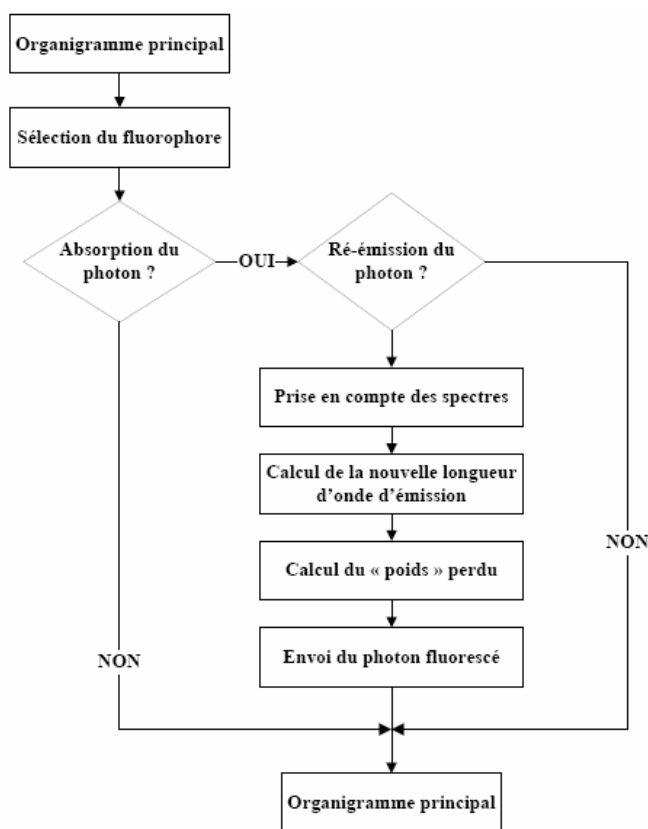 Organigramme principal
Sélection du fluorophore
Absorption du
photon ?
OUI
Ré-émission du
photon ?
Prise en compte des spectres
Calcul de la nouvelle longueur
d'onde d'émission
Calcul du « poids » perdu
Envoi du photon fluorescé
NON
NON
Organigramme principal